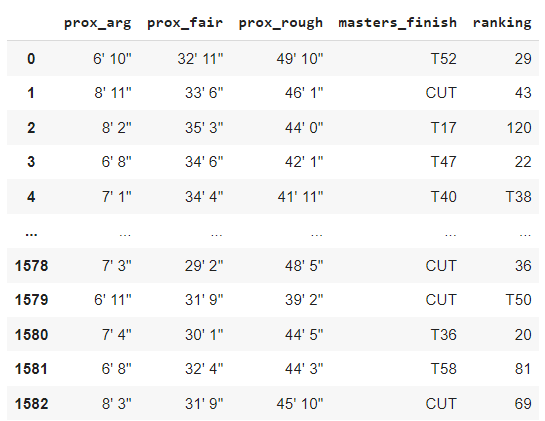 prox_arg prox_fair prox_rough masters_finish ranking
0 6' 10" 32' 11" 49' 10" T52 29
1 8' 11" 33' 6" 46' 1" CUT 43
2 8' 2" 35' 3" 44' 0" T17 120
3 6' 8" 34' 6" 42' 1" T47 22
4 7' 1" 34' 4" 41' 11" T40 T38
... ... ... ... ... ...
1578 7' 3" 29' 2" 48' 5" CUT 36
1579 6' 11" 31' 9" 39' 2" CUT T50
1580 7' 4" 30' 1" 44' 5" T36 20
1581 6' 8" 32' 4" 44' 3" T58 81
1582 8' 3" 31' 9" 45' 10" CUT 69